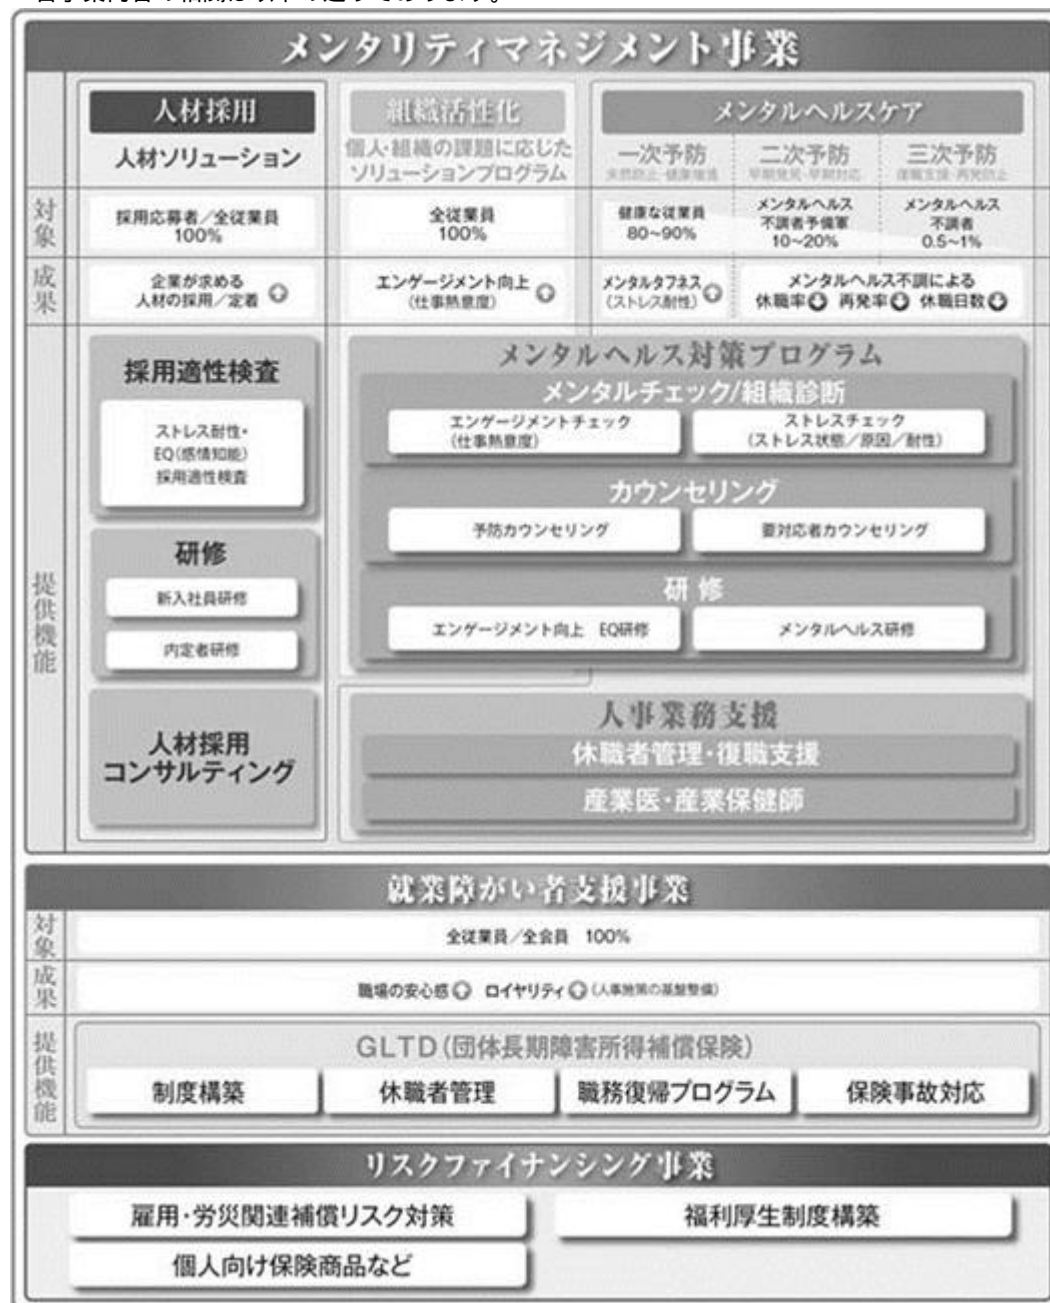 メンタリティマネジメント事業
人材採用
人材ソリューション
組織活性化
個人・組織の課題に応じた
ソリューションプログラム
メンタルヘルスケア
一次予防
未然防止・健康増進
二次予防
早期発見・早期対応
三次予防
復職支援・再発防止
対象
採用応募者／全従業員
100%
全従業員
100%
健康な従業員
80~90%
メンタルヘルス
不調者予備軍
10~20%
メンタルヘルス
不調者
0.5~1%
成果
企業が求める
人材の採用／定着
エンゲージメント向上
(仕事熱意度)
メンタルタフネス
(ストレス耐性)
メンタルヘルス不調による
休職率 再発率 休職日数
提供機能
採用適性検査
ストレス耐性・
EQ(感情知能)
採用適性検査
研修
新入社員研修
内定者研修
人材採用
コンサルティング
メンタルヘルス対策プログラム
メンタルチェック/組織診断
エンゲージメントチェック
(仕事熱意度)
ストレスチェック
(ストレス状態／原因／耐性)
カウンセリング
予防カウンセリング
要対応者カウンセリング
研修
エンゲージメント向上 EQ研修
メンタルヘルス研修
人事業務支援
休職者管理・復職支援
産業医・産業保健師
就業障がい者支援事業
対象
全従業員／全会員 100%
成果
職場の安心感 ロイヤリティ (人事施策の基盤整備)
提供機能
GLTD(団体長期障害所得補償保険)
制度構築
休職者管理
職務復帰プログラム
保険事故対応
リスクファイナンシング事業
雇用・労災関連補償リスク対策
福利厚生制度構築
個人向け保険商品など